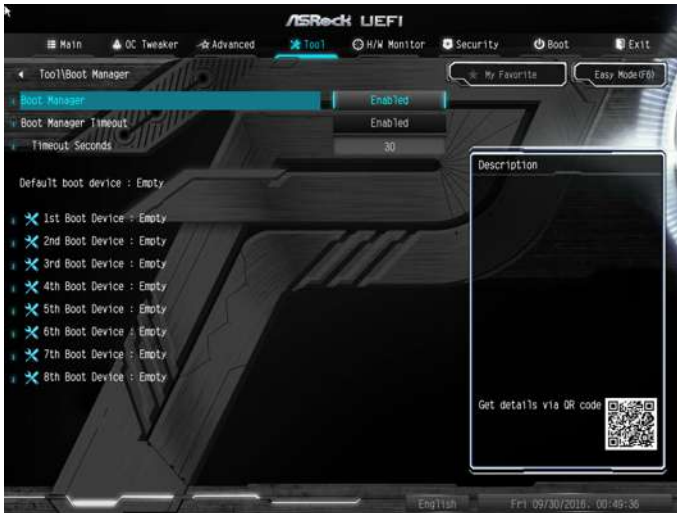 ASRock UEFI
Main OC Tweaker Advanced Tool H/W Monitor Security Boot Exit
Tool\Boot Manager
My Favorite Easy Mode(F6)
Boot Manager Enabled
Boot Manager Timeout Enabled
Timeout Seconds 30
Description
Default boot device : Empty
1st Boot Device : Empty
2nd Boot Device : Empty
3rd Boot Device : Empty
4th Boot Device : Empty
5th Boot Device : Empty
6th Boot Device : Empty
7th Boot Device : Empty
8th Boot Device : Empty
Get details via QR code
English Fri 09/30/2016, 00:49:36